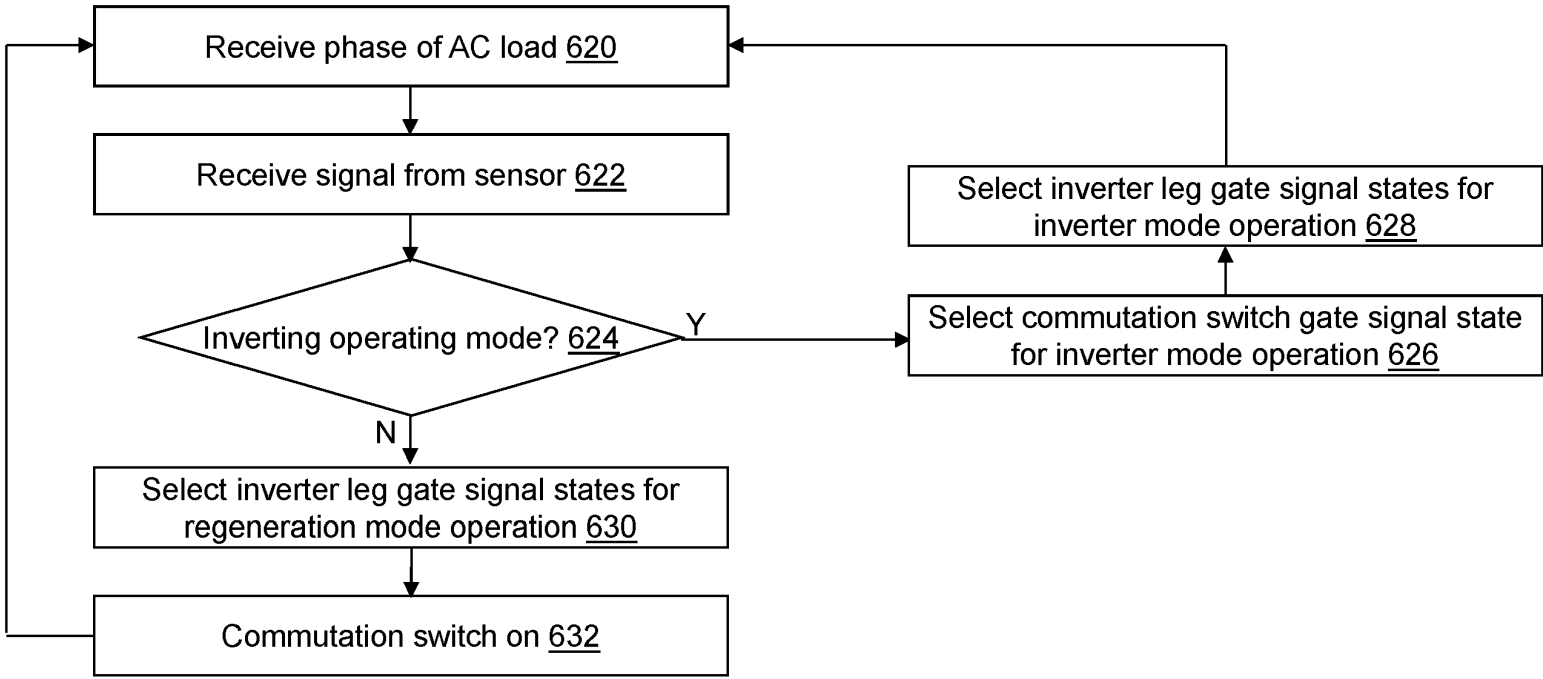 Receive phase of AC load 620
Receive signal from sensor 622
Inverting operating mode? 624
Y
N
Select inverter leg gate signal states for
inverter mode operation 628
Select commutation switch gate signal state
for inverter mode operation 626
Select inverter leg gate signal states for
regeneration mode operation 630
Commutation switch on 632